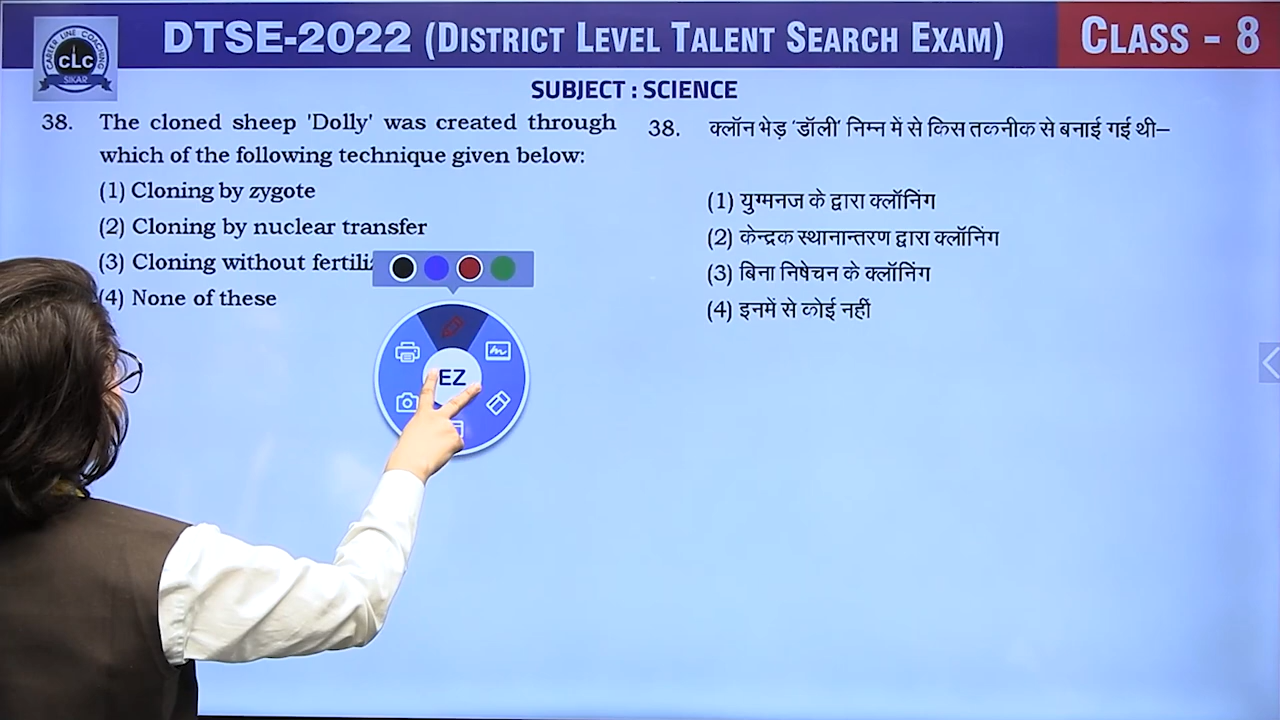 CAREER LINE COACHING
CLC
SIKAR
DTSE-2022 (DISTRICT LEVEL TALENT SEARCH EXAM)
CLASS - 8
SUBJECT : SCIENCE
38. The cloned sheep 'Dolly' was created through
which of the following technique given below:
(1) Cloning by zygote
(2) Cloning by nuclear transfer
(3) Cloning without
(4) None of these
EZ
38. क्लॉन भेड़ 'डॉली' निम्न में से किस तकनीक से बनाई गई थी–
(1) युग्मनज के द्वारा क्लॉनिंग
(2) केन्द्रक स्थानान्तरण द्वारा क्लॉनिंग
(3) बिना निषेचन के क्लॉनिंग
(4) इनमें से कोई नहीं